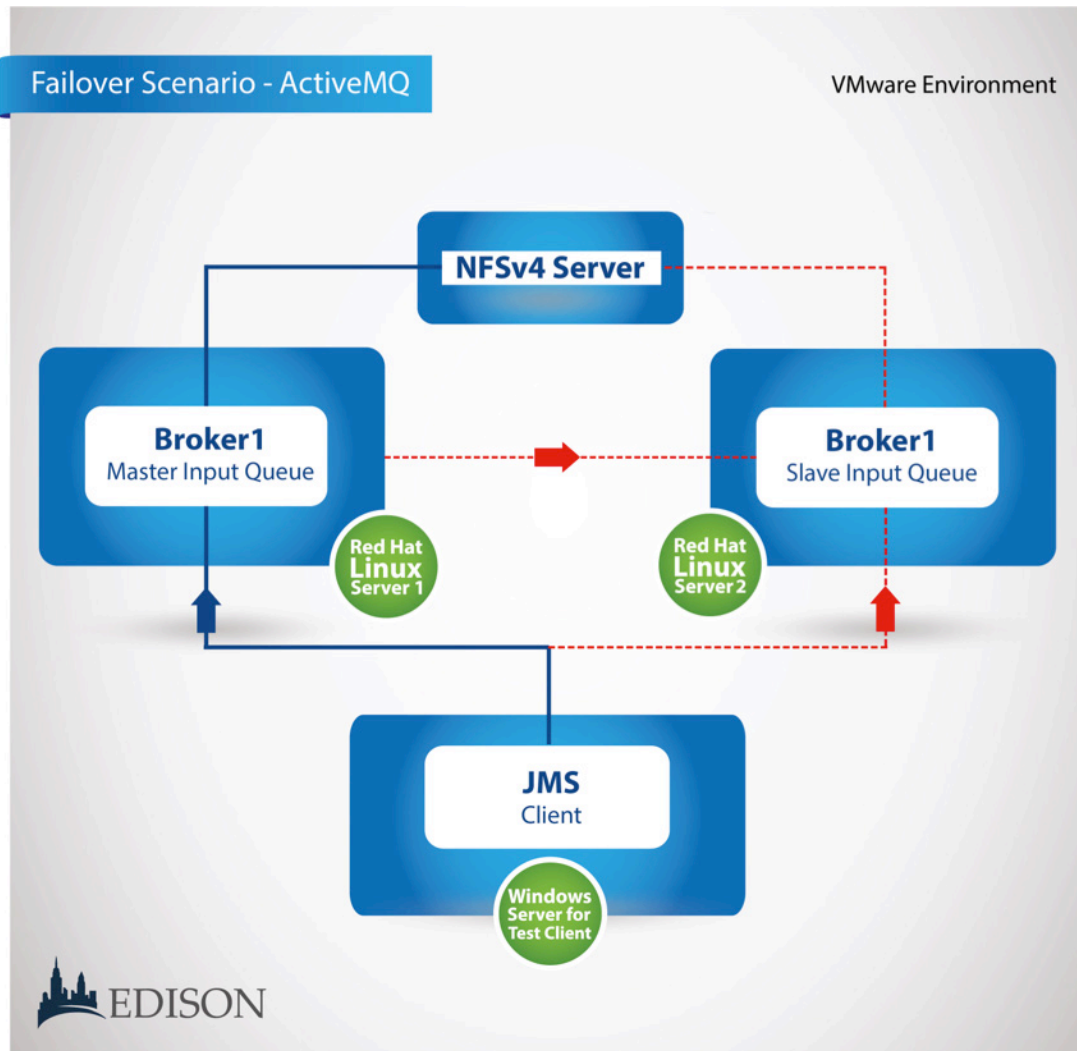 Failover Scenario - ActiveMQ
VMware Environment
NFSv4 Server
Broker1
Master Input Queue
Broker1
Slave Input Queue
Red Hat
Linux
Server 1
Red Hat
Linux
Server 2
JMS
Client
Windows
Server for
Test Client
EDISON